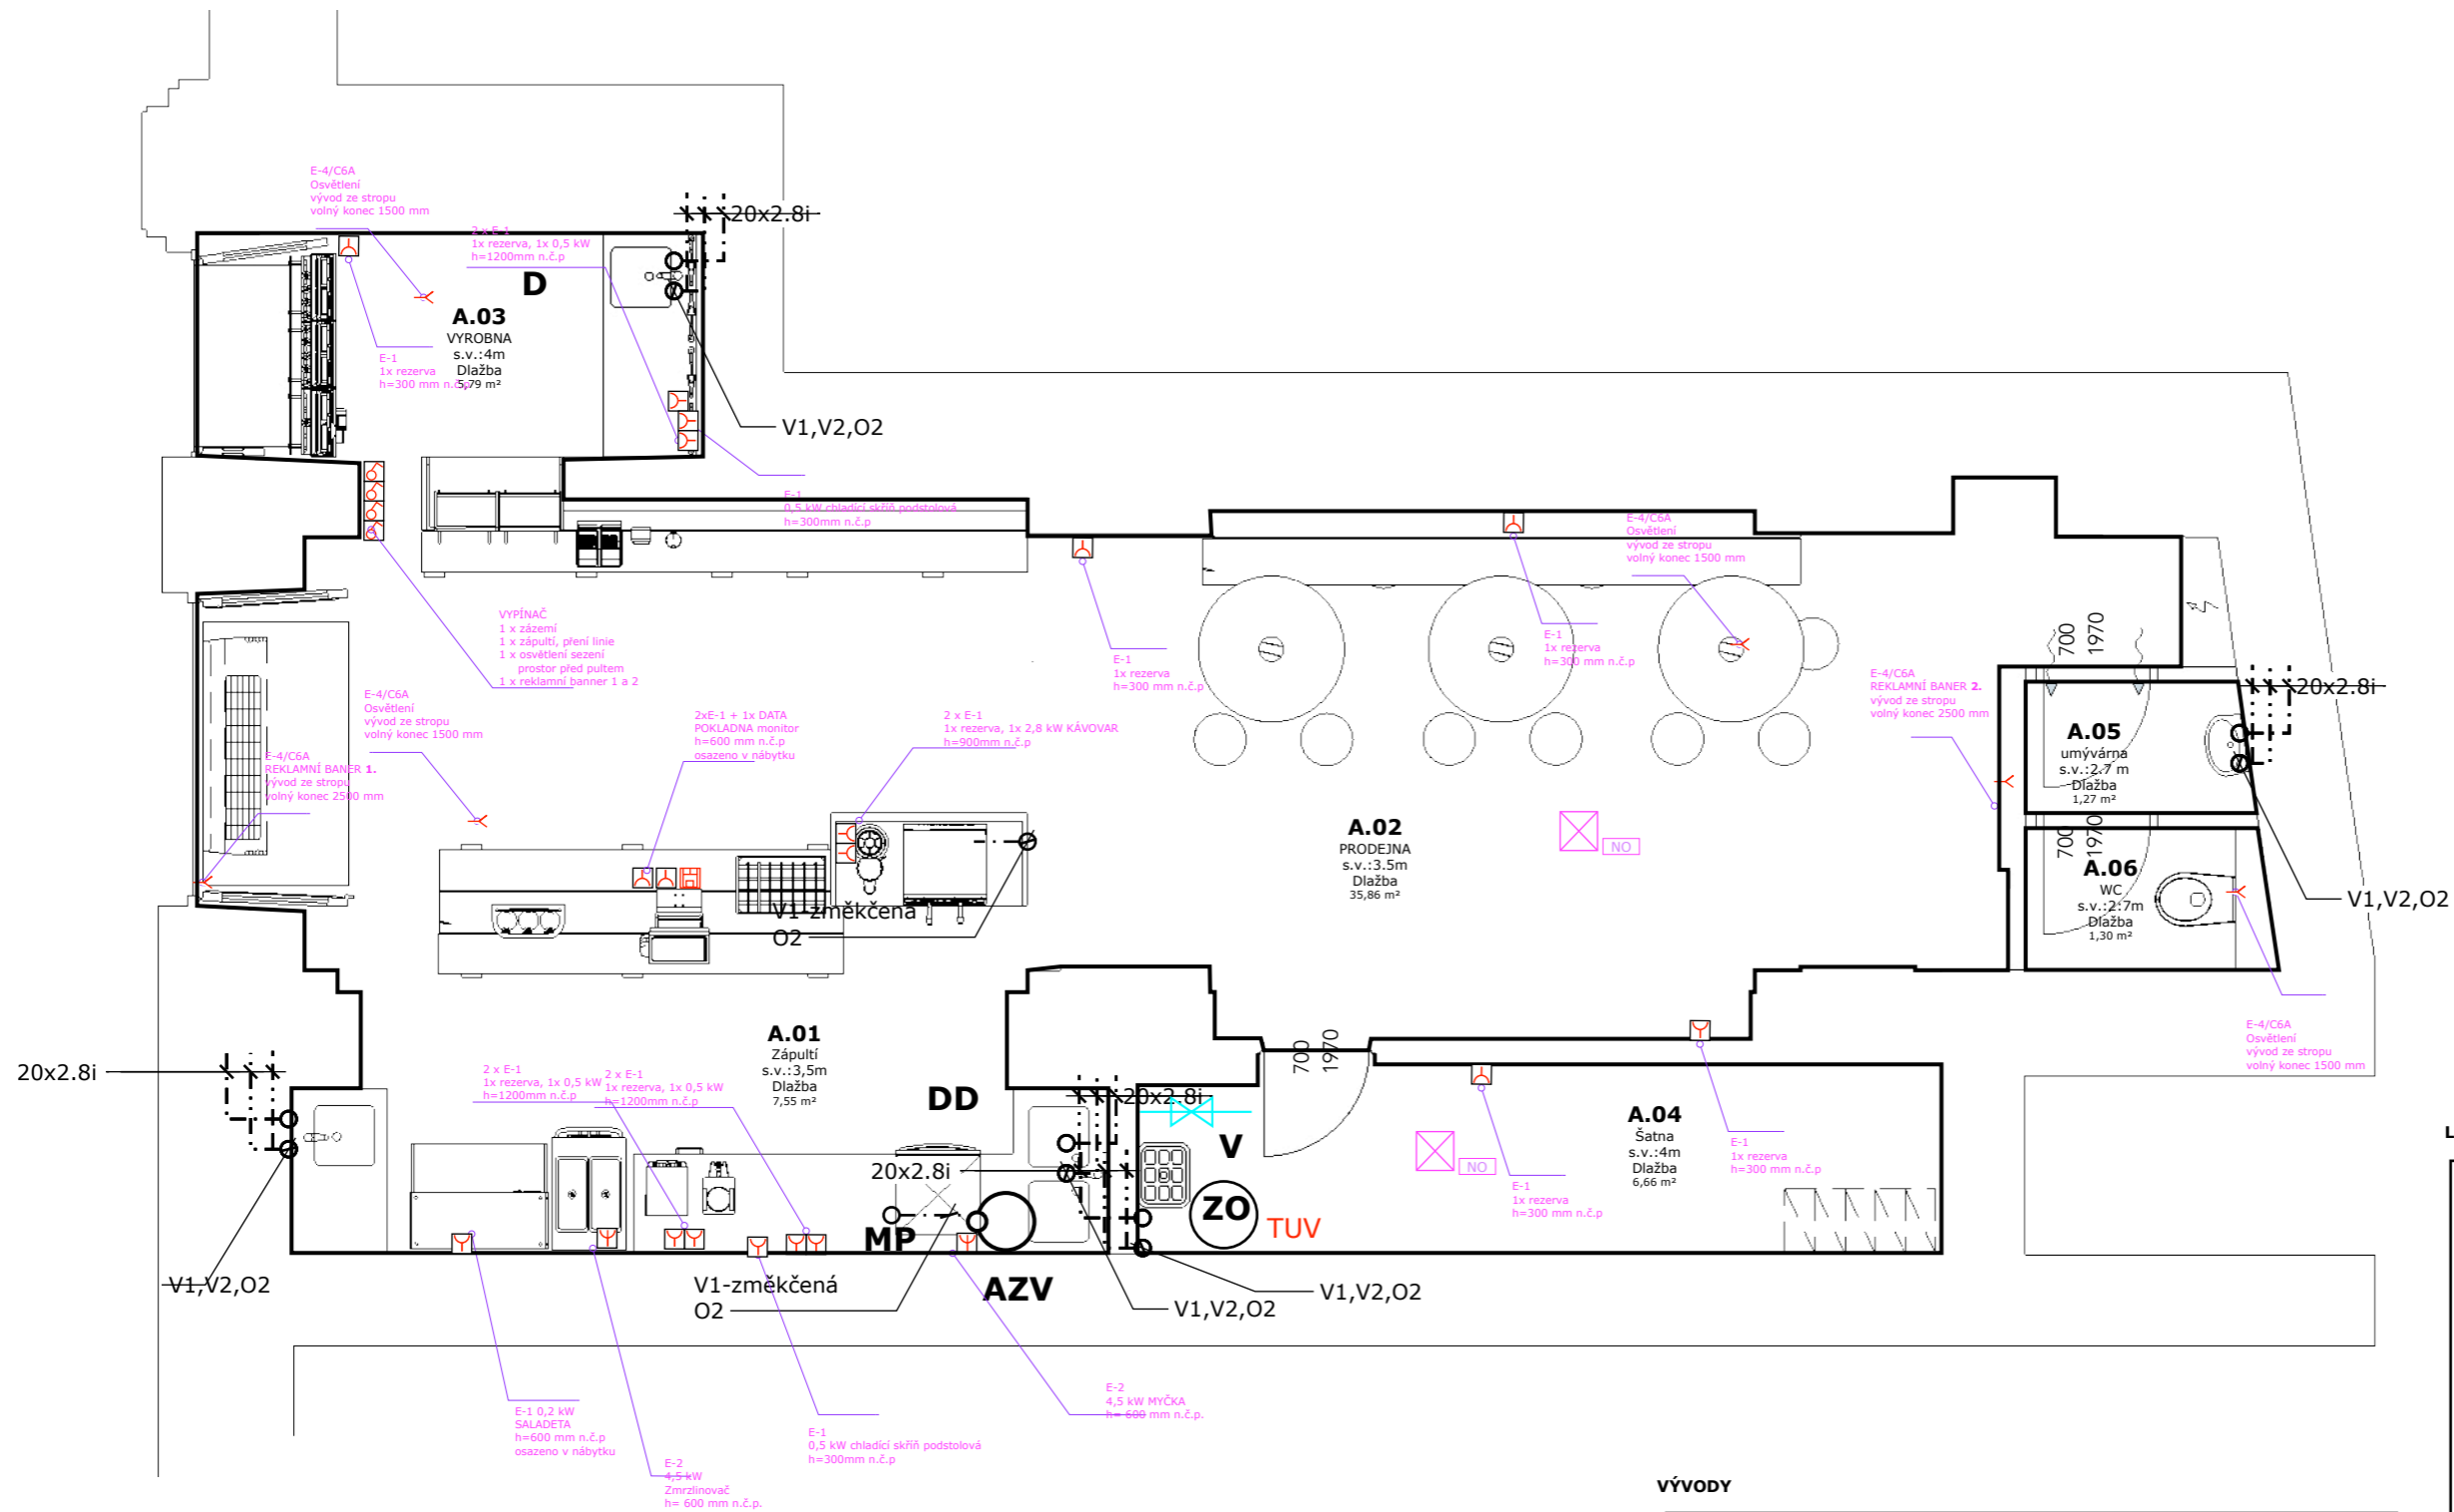 E-4/C6A
Osvětlení
vývod ze stropu
volný konec 1500 mm
20x2.8i
2 x E-1
1x rezerva, 1x 0,5 kW
h=1200mm n.č.p
D
A.03
VYROBNA
s.v.:4m
Dlažba
5,79 m²
E-1
1x rezerva
h=300 mm n.č.p
V1,V2,O2
E-1
0,5 kW chladící skříň podstolová
h=300mm n.č.p
E-4/C6A
Osvětlení
vývod ze stropu
volný konec 1500 mm
VYPÍNAČ
1 x zázemí
1 x zápultí, pření linie
1 x osvětlení sezení
prostor před pultem
1 x reklamní banner 1 a 2
E-1
1x rezerva
h=300 mm n.č.p
E-1
1x rezerva
h=300 mm n.č.p
700
1970
E-4/C6A
REKLAMNÍ BANER 2.
vývod ze stropu
volný konec 2500 mm
20x2.8i
E-4/C6A
Osvětlení
vývod ze stropu
volný konec 1500 mm
2xE-1 + 1x DATA
POKLADNA monitor
h=600 mm n.č.p
osazeno v nábytku
2 x E-1
1x rezerva, 1x 2,8 kW KÁVOVAR
h=900mm n.č.p
E-4/C6A
REKLAMNÍ BANER 1.
vývod ze stropu
volný konec 2500 mm
A.05
umývárna
s.v.:2.7 m
Dlažba
1,27 m²
A.02
PRODEJNA
s.v.:3.5m
Dlažba
35,86 m²
NO
700
1970
A.06
WC
s.v.:2.7m
Dlažba
1,30 m²
V1,V2,O2
V1-změkčená
O2
E-4/C6A
Osvětlení
vývod ze stropu
volný konec 1500 mm
A.01
Zápultí
s.v.:3,5m
Dlažba
7,55 m²
700
1970
20x2.8i
2 x E-1
1x rezerva, 1x 0,5 kW
h=1200mm n.č.p
2 x E-1
1x rezerva, 1x 0,5 kW
h=1200mm n.č.p
DD
20x2.8i
V
A.04
Šatna
s.v.:4m
Dlažba
6,66 m²
E-1
1x rezerva
h=300 mm n.č.p
NO
20x2.8i
E-1
1x rezerva
h=300 mm n.č.p
ZO
TUV
MP
AZV
V1,V2,O2
V1-změkčená
O2
V1,V2,O2
V1,V2,O2
E-1 0,2 kW
SALADETA
h=600 mm n.č.p
osazeno v nábytku
E-2
4,5 kW
Zmrzlinovač
h= 600 mm n.č.p.
E-1
0,5 kW chladící skříň podstolová
h=300mm n.č.p
E-2
4,5 kW MYČKA
h= 600 mm n.č.p.
L
VÝVODY